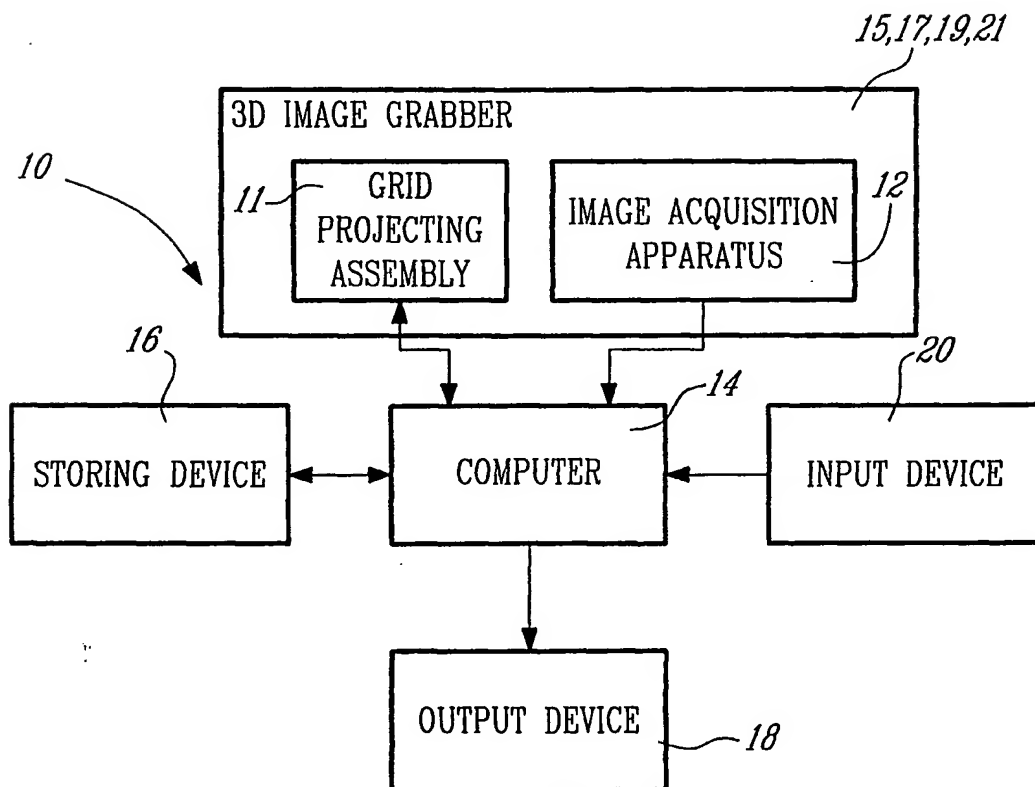 15,17,19,21
3D IMAGE GRABBER
10
11
GRID
PROJECTING
ASSEMBLY
12
IMAGE ACQUISITION
APPARATUS
16
14
20
STORING DEVICE
COMPUTER
INPUT DEVICE
OUTPUT DEVICE
18